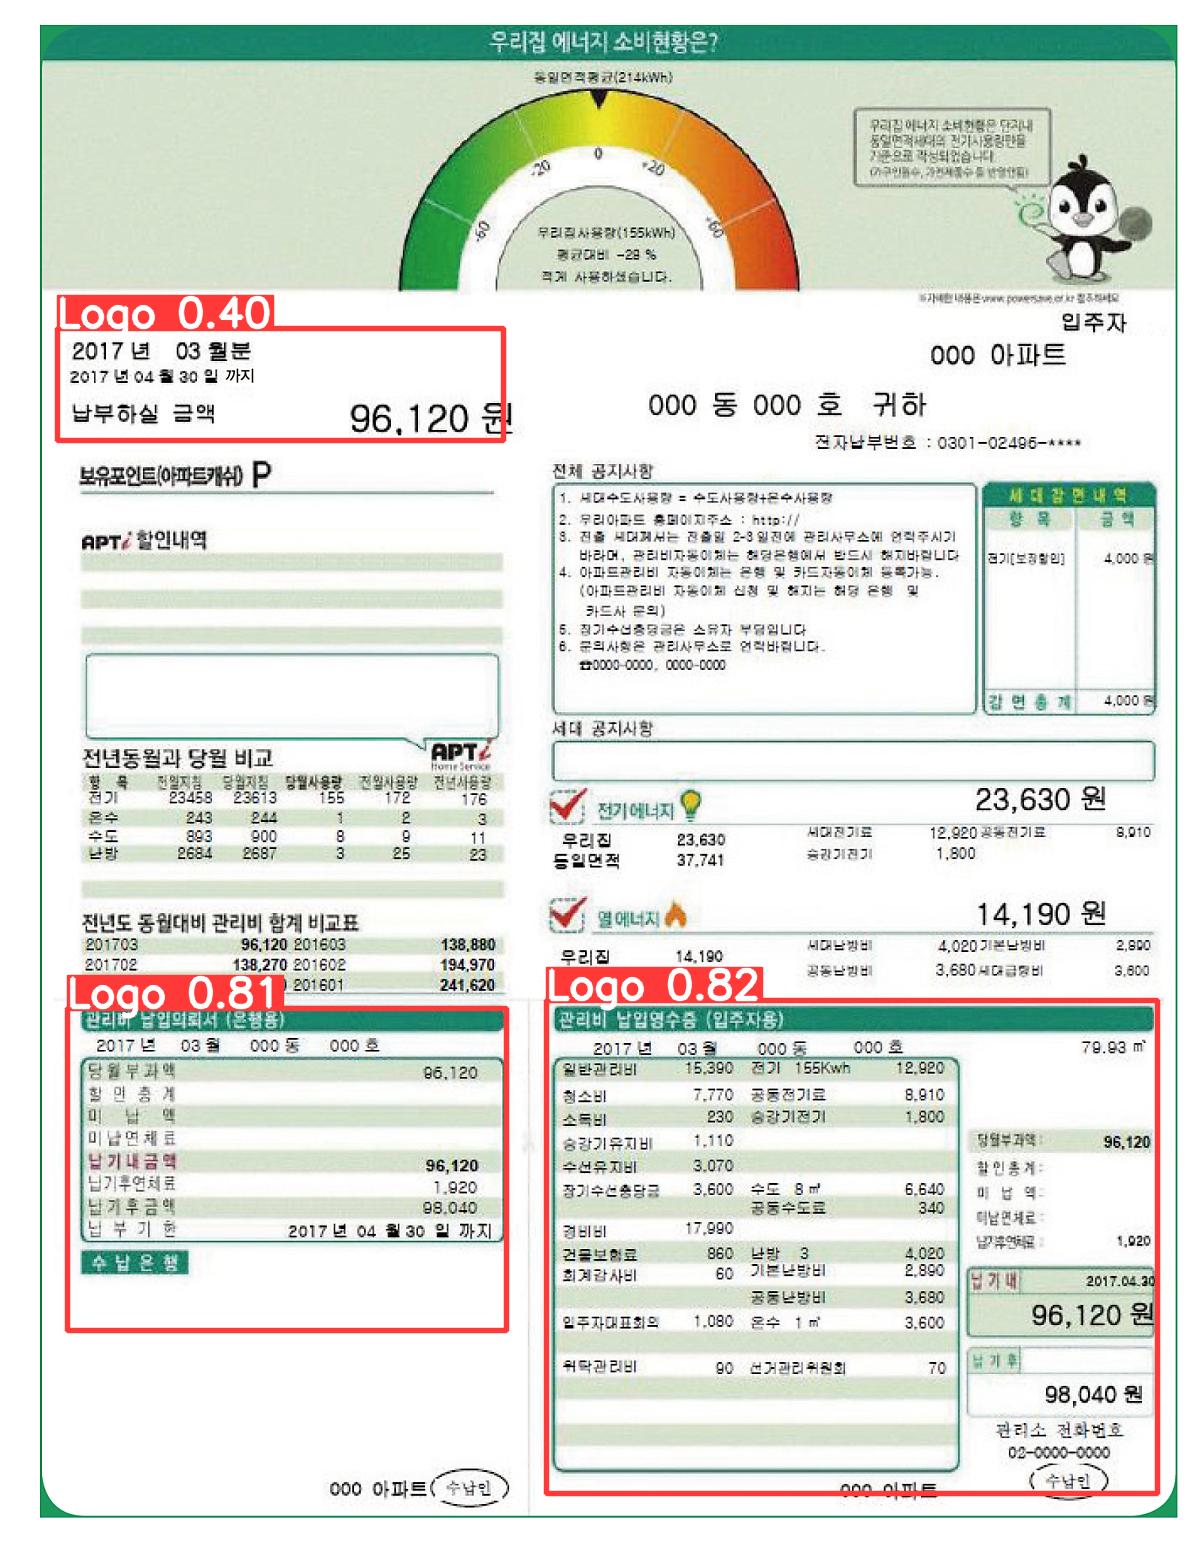 우리집 에너지 소비현황은?
동일면적평균(214kWh)
-60
-20
0
+20
+60
우리집사용량(155kWh)
평균대비 -28 %
적게 사용하셨습니다.
우리집 에너지 소비현황은 단지내
동일면적세대의 전기사용량만을
기준으로 작성되었습니다
(가구인원수, 가전제품수 등 반영안됨)
※자세한 내용은 www.powersave.or.kr 참조하세요
Logo 0.40
2017 년 03 월분
2017 년 04 월 30 일 까지
납부하실 금액 96,120 원
입주자
000 아파트
000 동 000 호 귀하
전자납부번호 : 0301-02496-****
보유포인트(아파트캐쉬) P
APTi 할인내역
전체 공지사항
1. 세대수도사용량 = 수도사용량+온수사용량
2. 우리아파트 홈페이지주소 : http://
3. 전출 세대께서는 전출일 2-3일전에 관리사무소에 연락주시기
바라며, 관리비자동이체는 해당은행에서 반드시 해지바랍니다
4. 아파트관리비 자동이체는 은행 및 카드자동이체 등록가능.
(아파트관리비 자동이체 신청 및 해지는 해당 은행 및
카드사 문의)
5. 장기수선충당금은 소유자 부담입니다
6. 문의사항은 관리사무소로 연락바랍니다.
☎0000-0000, 0000-0000
세대감면내역
항 목 금 액
전기[보장할인] 4,000 원
감 면 총 계 4,000 원
세대 공지사항
전년동월과 당월 비교
APTi
Home Service
항 목 전월지침 당월지침 당월사용량 전월사용량 전년사용량
전기 23458 23613 155 172 176
온수 243 244 1 2 3
수도 893 900 8 9 11
난방 2684 2687 3 25 23
전기에너지 23,630 원
우리집 23,630 세대전기료 12,920 공동전기료 8,910
동일면적 37,741 승강기전기 1,800
열에너지 14,190 원
우리집 14,190 세대난방비 4,020 기본난방비 2,890
공동난방비 3,680 세대급탕비 3,600
전년도 동월대비 관리비 합계 비교표
201703 96,120 201603 138,880
201702 138,270 201602 194,970
201601 241,620
Logo 0.81
관리비 납입의뢰서 (은행용)
2017 년 03 월 000 동 000 호
당월부과액 96,120
할 인 총 계
미 납 액
미납연체료
납기내금액 96,120
납기후연체료 1,920
납기후금액 98,040
납 부 기 한 2017 년 04 월 30 일 까지
수 납 은 행
000 아파트 수납인
Logo 0.82
관리비 납입영수증 (입주자용)
2017 년 03 월 000 동 000 호 79.93 ㎡
일반관리비 15,390 전기 155Kwh 12,920
청소비 7,770 공동전기료 8,910
소독비 230 승강기전기 1,800
승강기유지비 1,110
수선유지비 3,070
장기수선충당금 3,600 수도 8㎥ 6,640
공동수도료 340
경비비 17,990
건물보험료 860 난방 3 4,020
회계감사비 60 기본난방비 2,890
공동난방비 3,680
입주자대표회의 1,080 온수 1㎥ 3,600
위탁관리비 90 선거관리위원회 70
당월부과액: 96,120
할인총계:
미 납 액:
미납연체료:
납기후연체료: 1,920
납기내 2017.04.30
96,120 원
납기후
98,040 원
관리소 전화번호
02-0000-0000
000 아파트 수납인